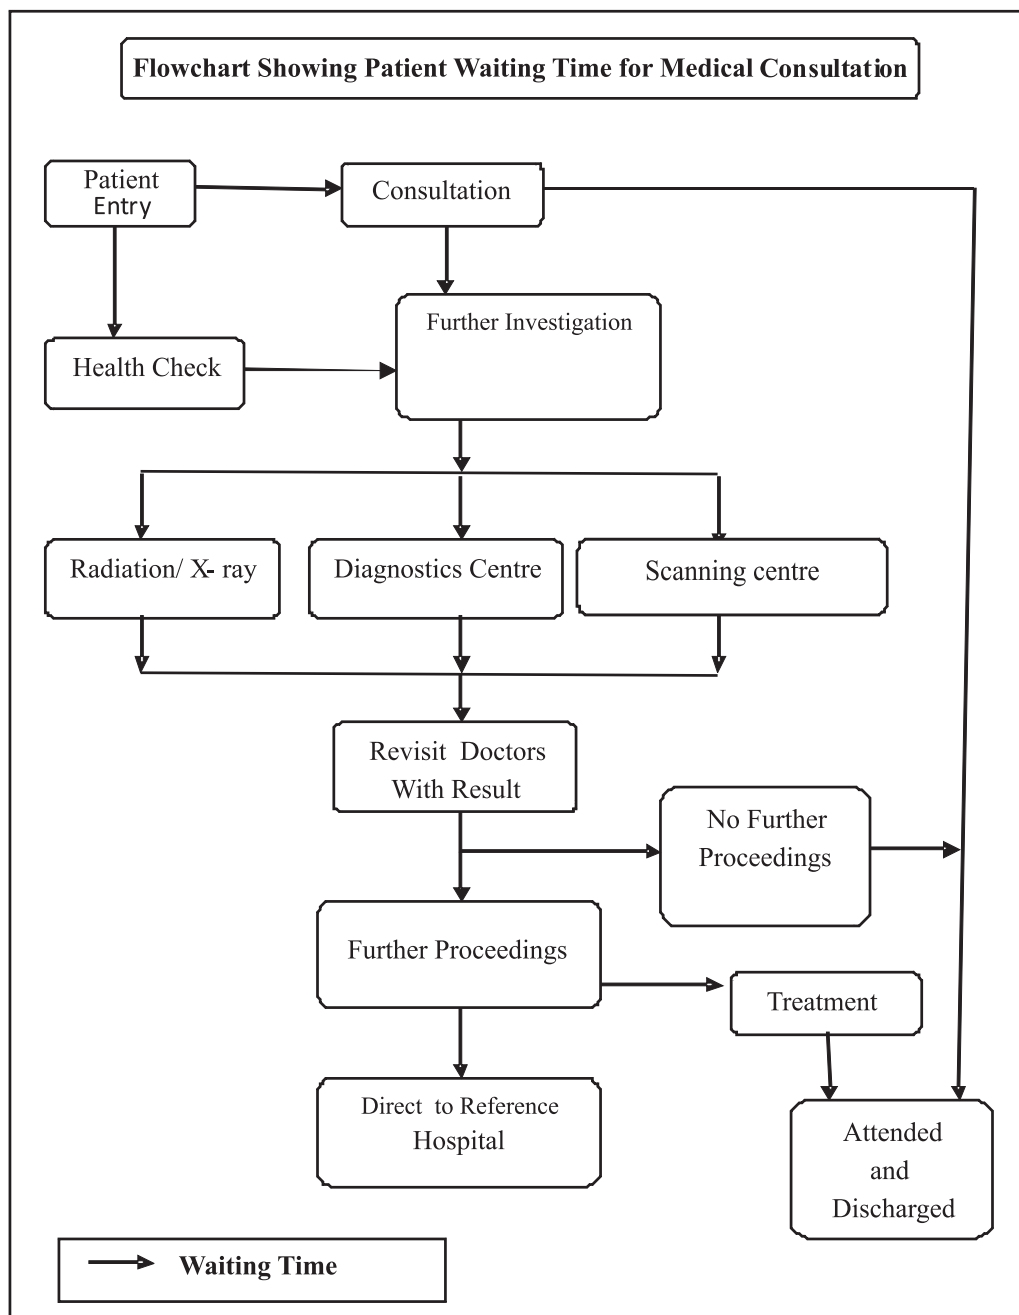 Flowchart Showing Patient Waiting Time for Medical Consultation
Patient
Entry
Consultation
Further Investigation
Health Check
Radiation/ X- ray
Diagnostics Centre
Scanning centre
Revisit Doctors
With Result
No Further
Proceedings
Further Proceedings
Treatment
Direct to Reference
Hospital
Attended
and
Discharged
Waiting Time